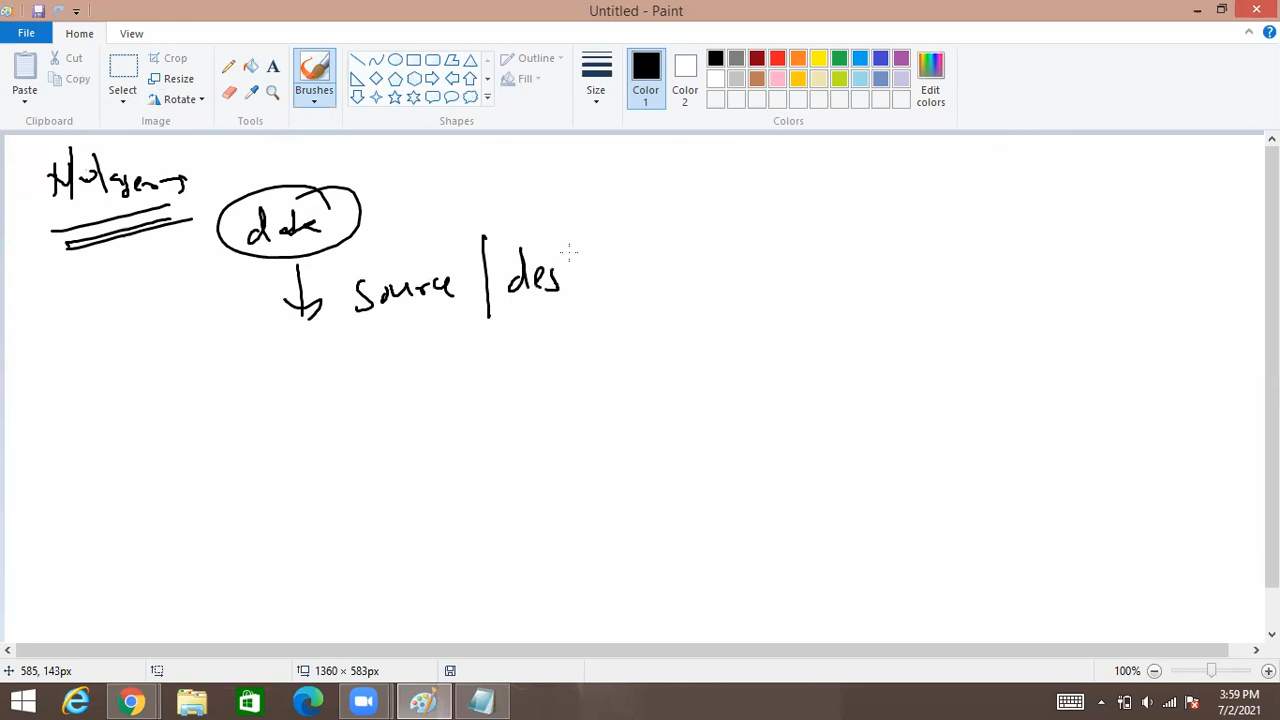 Untitled - Paint
File Home View
Paste Cut Copy Select Crop Resize Rotate Brushes Outline Fill Size Color 1 Color 2 Edit colors
Clipboard Image Tools Shapes Colors
N/w layer →
data
source | des
585, 143px 1360 × 583px 100%
3:59 PM
7/2/2021